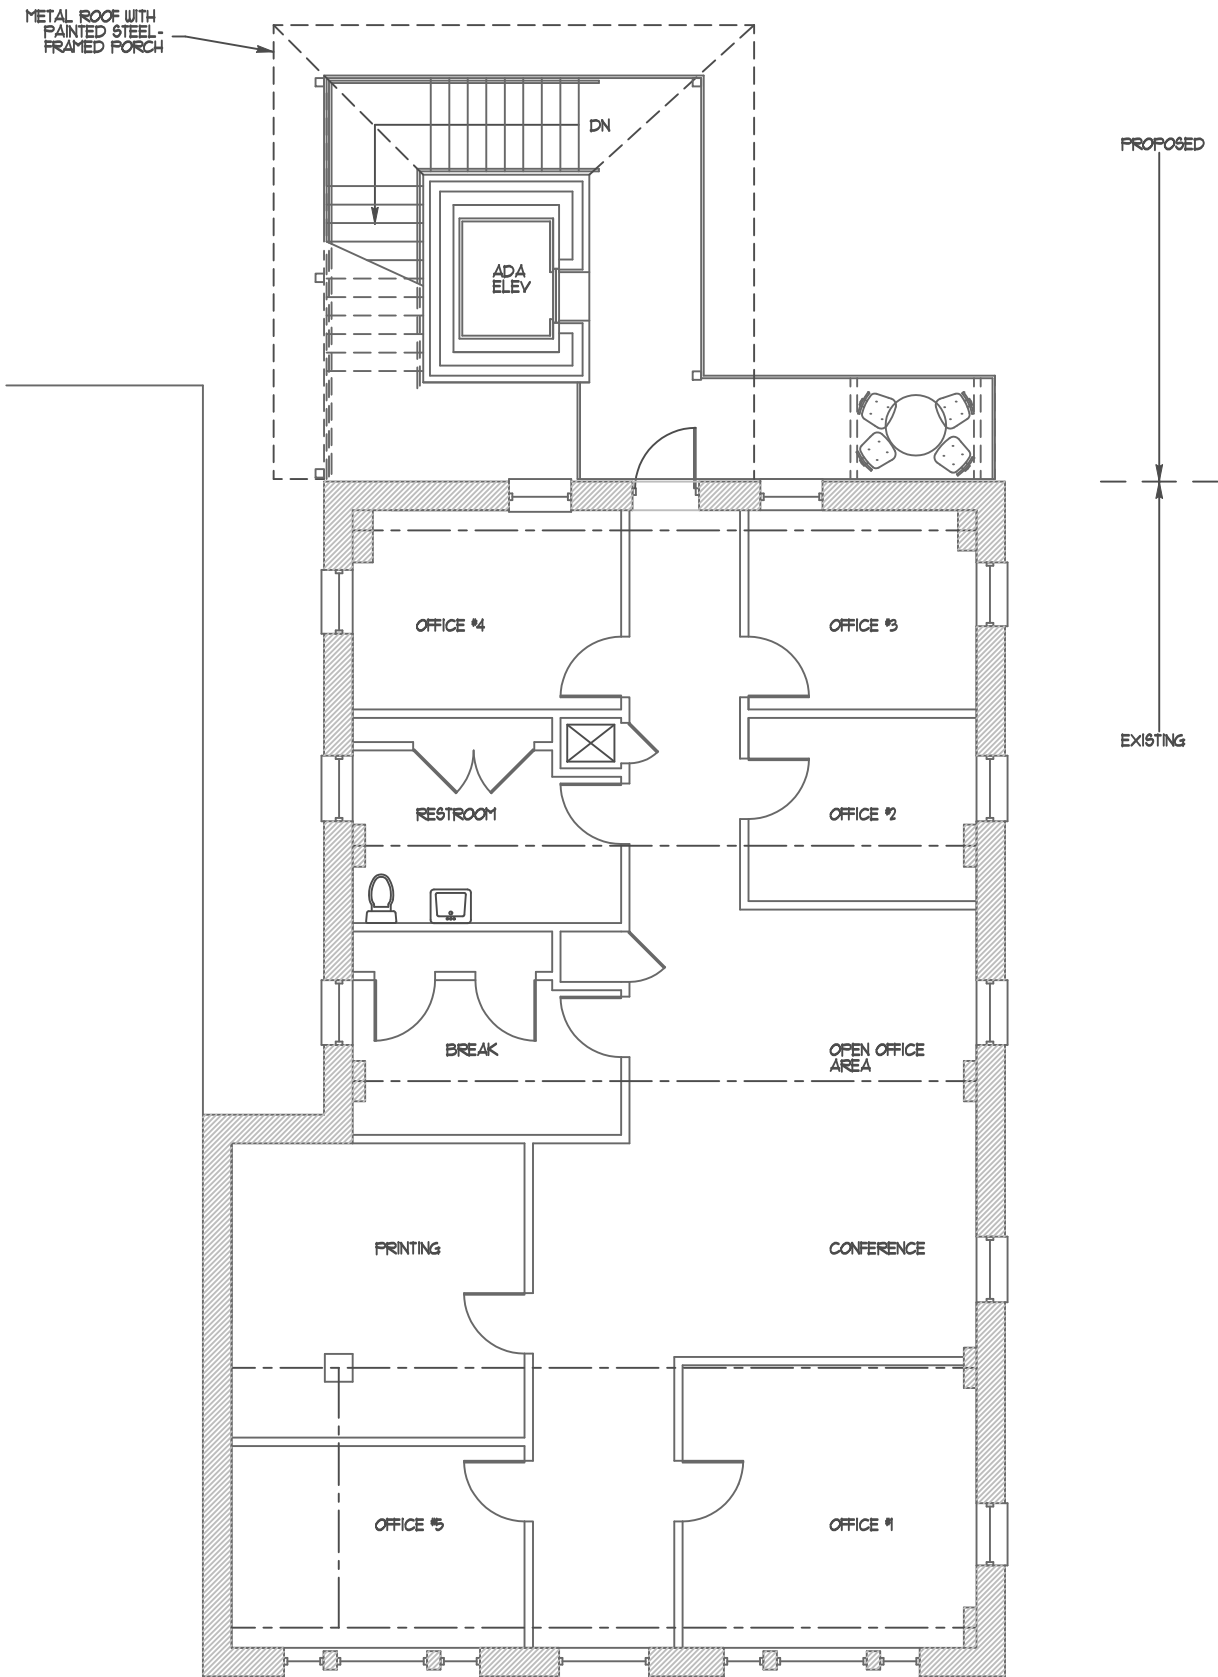 METAL ROOF WITH
PAINTED STEEL-
FRAMED PORCH
DN
PROPOSED
ADA
ELEV
OFFICE #4
OFFICE #3
EXISTING
RESTROOM
OFFICE #2
BREAK
OPEN OFFICE
AREA
PRINTING
CONFERENCE
OFFICE #5
OFFICE #1